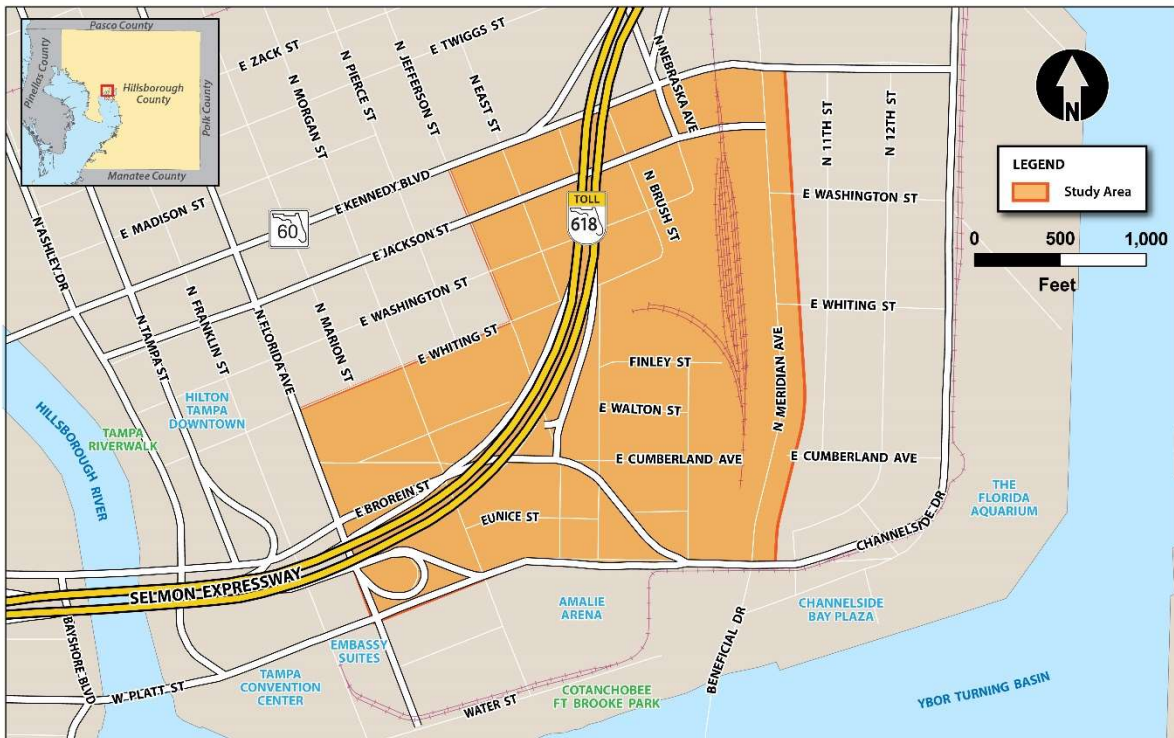 Pasco County
Pinellas County
Hillsborough
County
Polk County
Manatee County
E ZACK ST
N MORGAN ST
N PIERCE ST
N JEFFERSON ST
E TWIGGS ST
N EAST ST
N NEBRASKA AVE
N
LEGEND
Study Area
0 500 1,000
Feet
N 11TH ST
N 12TH ST
E WASHINGTON ST
E MADISON ST
E KENNEDY BLVD
60
TOLL
618
N BRUSH ST
N ASHLEY DR
E JACKSON ST
N TAMPA ST
N FRANKLIN ST
N FLORIDA AVE
N MARION ST
E WASHINGTON ST
E WHITING ST
E WHITING ST
FINLEY ST
N MERIDIAN AVE
HILTON
TAMPA
DOWNTOWN
E WALTON ST
TAMPA
RIVERWALK
HILLSBOROUGH RIVER
E CUMBERLAND AVE
E CUMBERLAND AVE
E BROREIN ST
EUNICE ST
THE
FLORIDA
AQUARIUM
CHANNELSIDE DR
SELMON EXPRESSWAY
AMALIE
ARENA
CHANNELSIDE
BAY PLAZA
BAYSHORE BLVD
EMBASSY
SUITES
BENEFICIAL DR
W PLATT ST
TAMPA
CONVENTION
CENTER
WATER ST
COTANCHOBEE
FT BROOKE PARK
YBOR TURNING BASIN